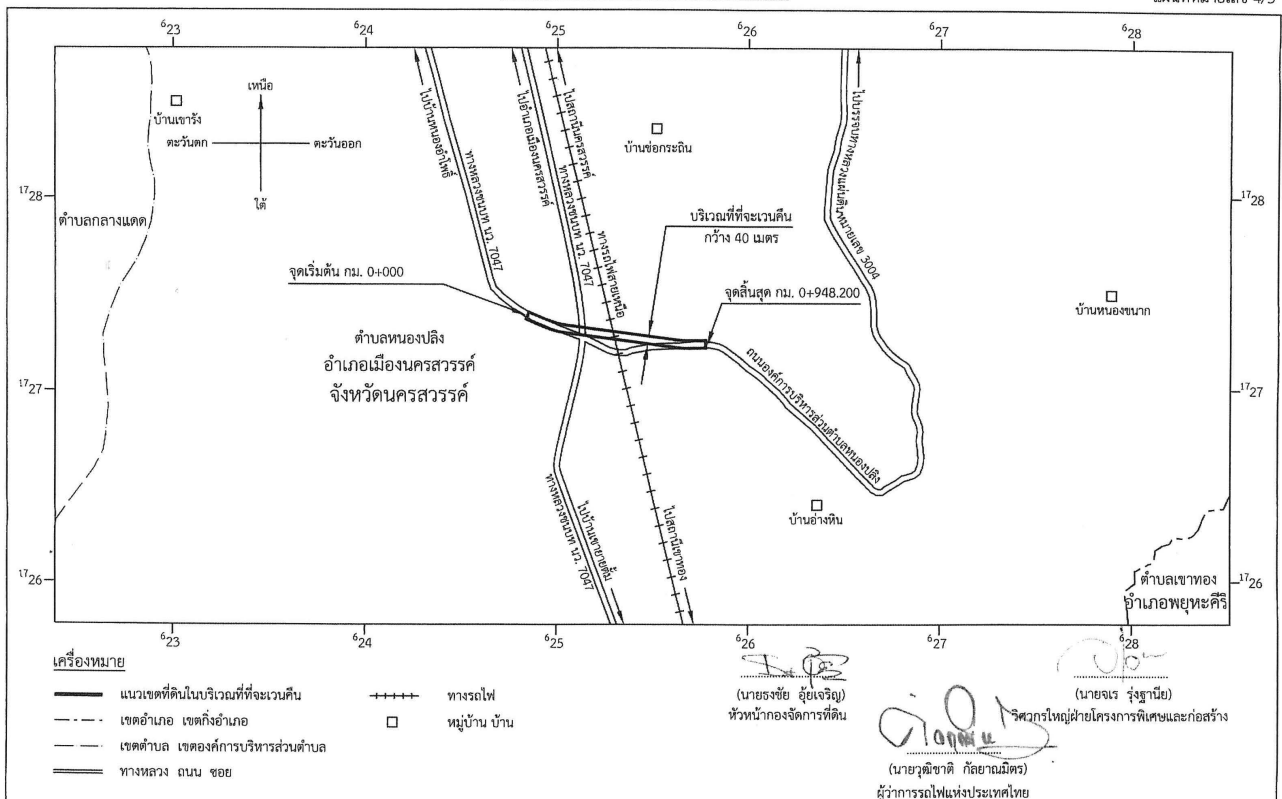 แผนที่หมายเลข 4/5
⁶23 ⁶24 ⁶25 ⁶26 ⁶27 ⁶28
บ้านเขารัง
เหนือ
ตะวันตก
ตะวันออก
ใต้
ไปบ้านหนองอำโพธิ์
ทางหลวงชนบท นว. 7047
ไปอำเภอเมืองนครสวรรค์
ทางหลวงชนบท นว. 7047
ไปสถานีนครสวรรค์
ทางรถไฟสายเหนือ
บ้านช่อกระถิน
ไปบรรจบทางหลวงแผ่นดินหมายเลข 3004
¹⁷28
¹⁷28
ตำบลกลางแดด
บริเวณที่ที่จะเวนคืน
กว้าง 40 เมตร
จุดเริ่มต้น กม. 0+000
จุดสิ้นสุด กม. 0+948.200
บ้านหนองขนาก
ตำบลหนองปลิง
อำเภอเมืองนครสวรรค์
จังหวัดนครสวรรค์
¹⁷27
¹⁷27
ถนนองค์การบริหารส่วนตำบลหนองปลิง
บ้านอ่างหิน
ทางหลวงชนบท นว. 7047
ไปบ้านเขายายต้ำ
ไปสถานีเขาทอง
¹⁷26
¹⁷26
ตำบลเขาทอง
อำเภอพยุหะคีรี
⁶23 ⁶24 ⁶25 ⁶26 ⁶27 ⁶28
เครื่องหมาย
แนวเขตที่ดินในบริเวณที่ที่จะเวนคืน
เขตอำเภอ เขตกิ่งอำเภอ
เขตตำบล เขตองค์การบริหารส่วนตำบล
ทางหลวง ถนน ซอย
ทางรถไฟ
หมู่บ้าน บ้าน
(นายธงชัย อุ้ยเจริญ)
หัวหน้ากองจัดการที่ดิน
(นายจเร รุ่งฐานีย)
วิศวกรใหญ่ฝ่ายโครงการพิเศษและก่อสร้าง
(นายวุฒิชาติ กัลยาณมิตร)
ผู้ว่าการรถไฟแห่งประเทศไทย